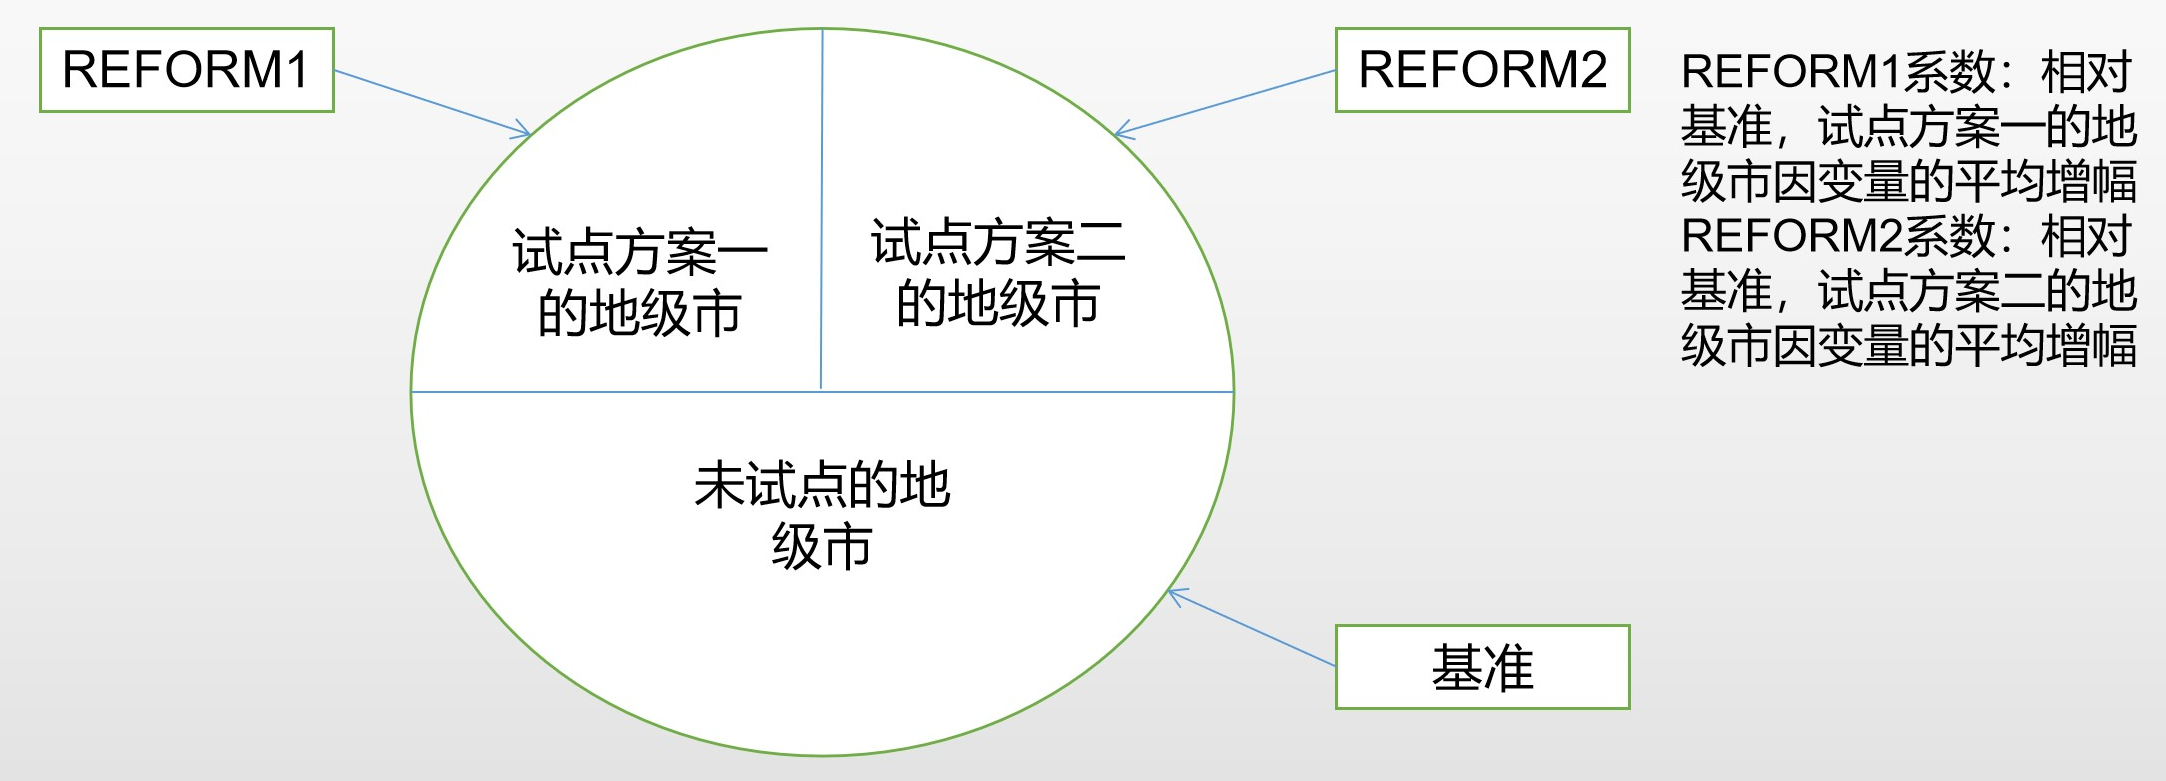 REFORM1
REFORM2
REFORM1系数：相对
基准，试点方案一的地
级市因变量的平均增幅
REFORM2系数：相对
基准，试点方案二的地
级市因变量的平均增幅
试点方案一
的地级市
试点方案二
的地级市
未试点的地
级市
基准